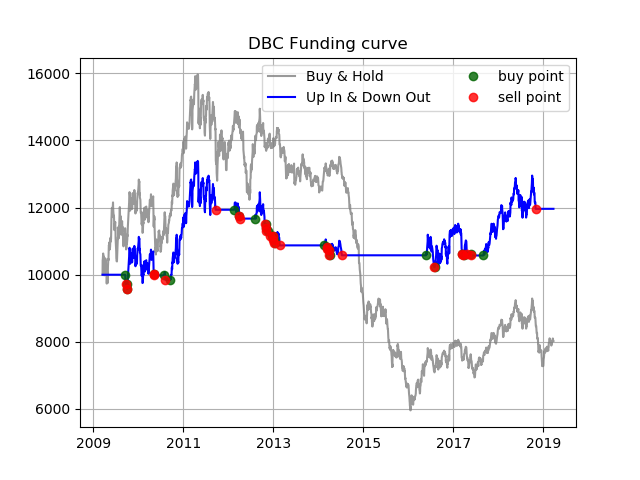 DBC Funding curve
Buy & Hold
Up In & Down Out
buy point
sell point
16000
14000
12000
10000
8000
6000
2009 2011 2013 2015 2017 2019